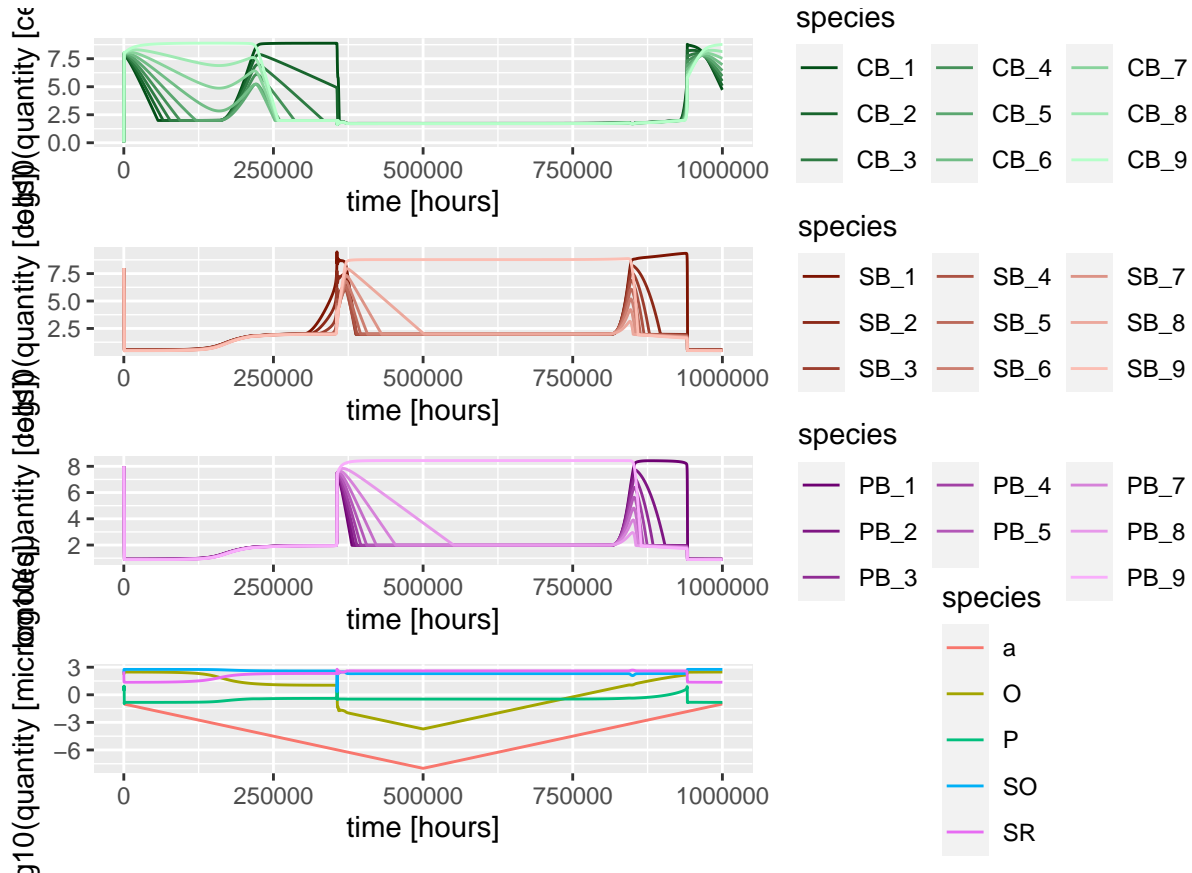 species
7.5
5.0
2.5
0.0
0
250000
500000
750000
1000000
time [hours]
CB_1
CB_4
CB_7
CB_2
CB_5
CB_8
CB_3
CB_6
CB_9
species
7.5
5.0
2.5
0
250000
500000
750000
1000000
time [hours]
SB_1
SB_4
SB_7
SB_2
SB_5
SB_8
SB_3
SB_6
SB_9
species
8
6
4
2
0
250000
500000
750000
1000000
time [hours]
PB_1
PB_4
PB_7
PB_2
PB_5
PB_8
PB_3
PB_9
species
3
0
−3
−6
0
250000
500000
750000
1000000
time [hours]
g10(quantity [micro
a
O
P
SO
SR